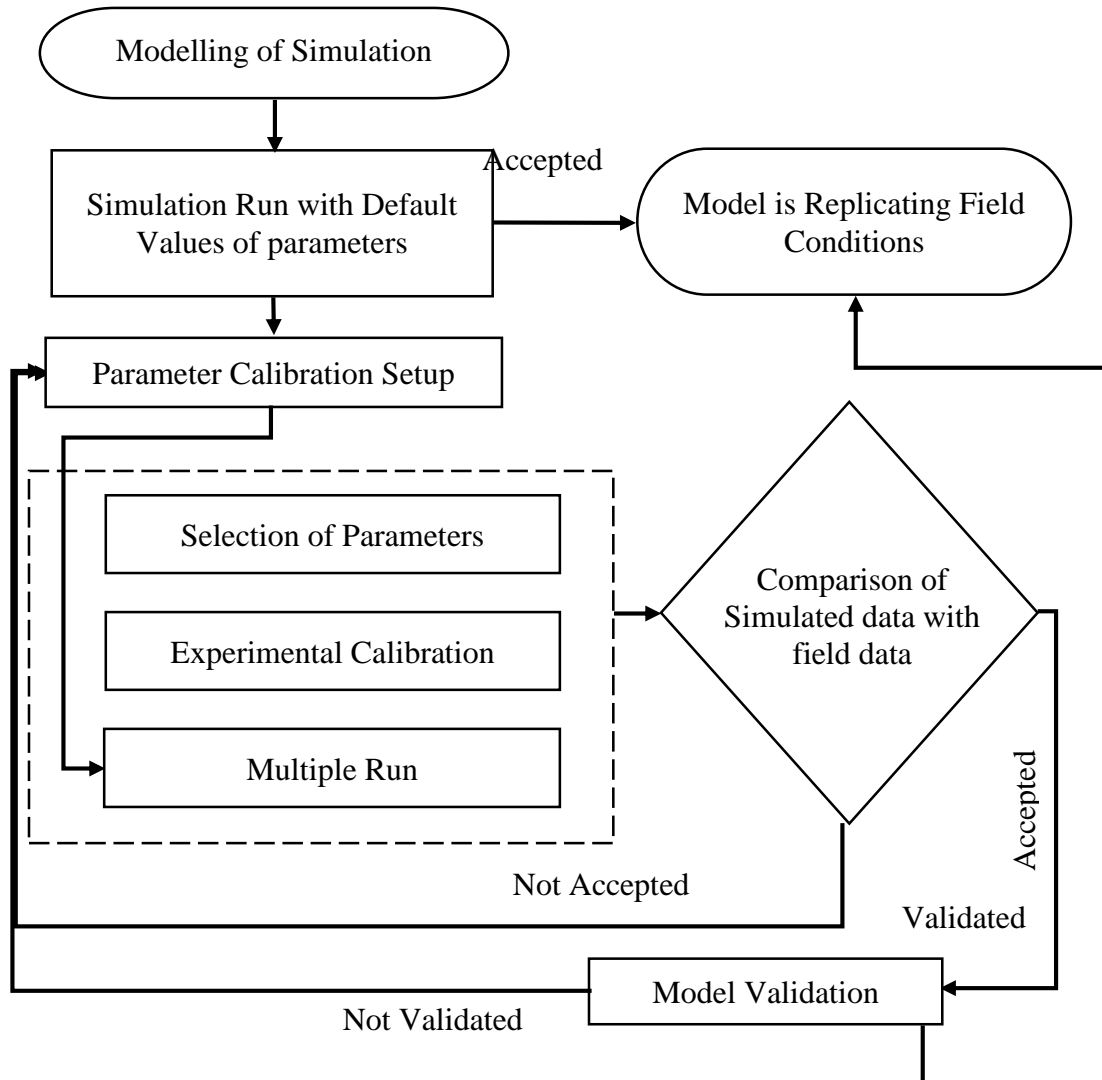 Modelling of Simulation
Accepted
Simulation Run with Default
Values of parameters
Model is Replicating Field
Conditions
Parameter Calibration Setup
Selection of Parameters
Experimental Calibration
Multiple Run
Comparison of
Simulated data with
field data
Accepted
Not Accepted
Validated
Model Validation
Not Validated